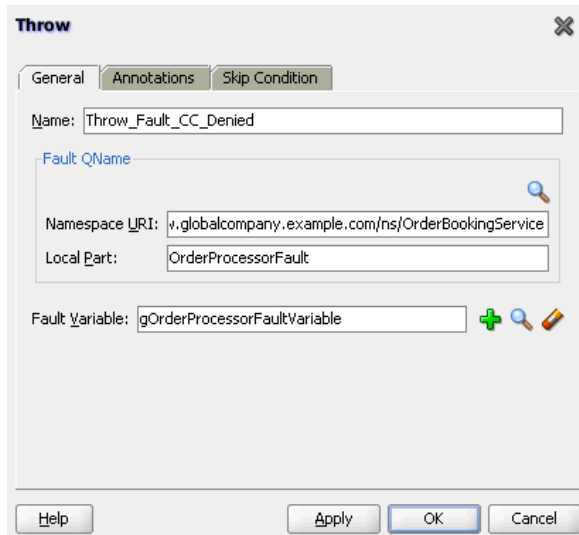 Throw
General Annotations Skip Condition
Name: Throw_Fault_CC_Denied
Fault QName
Namespace URI: v.globalcompany.example.com/ns/OrderBookingService
Local Part: OrderProcessorFault
Fault Variable: gOrderProcessorFaultVariable
Help Apply OK Cancel